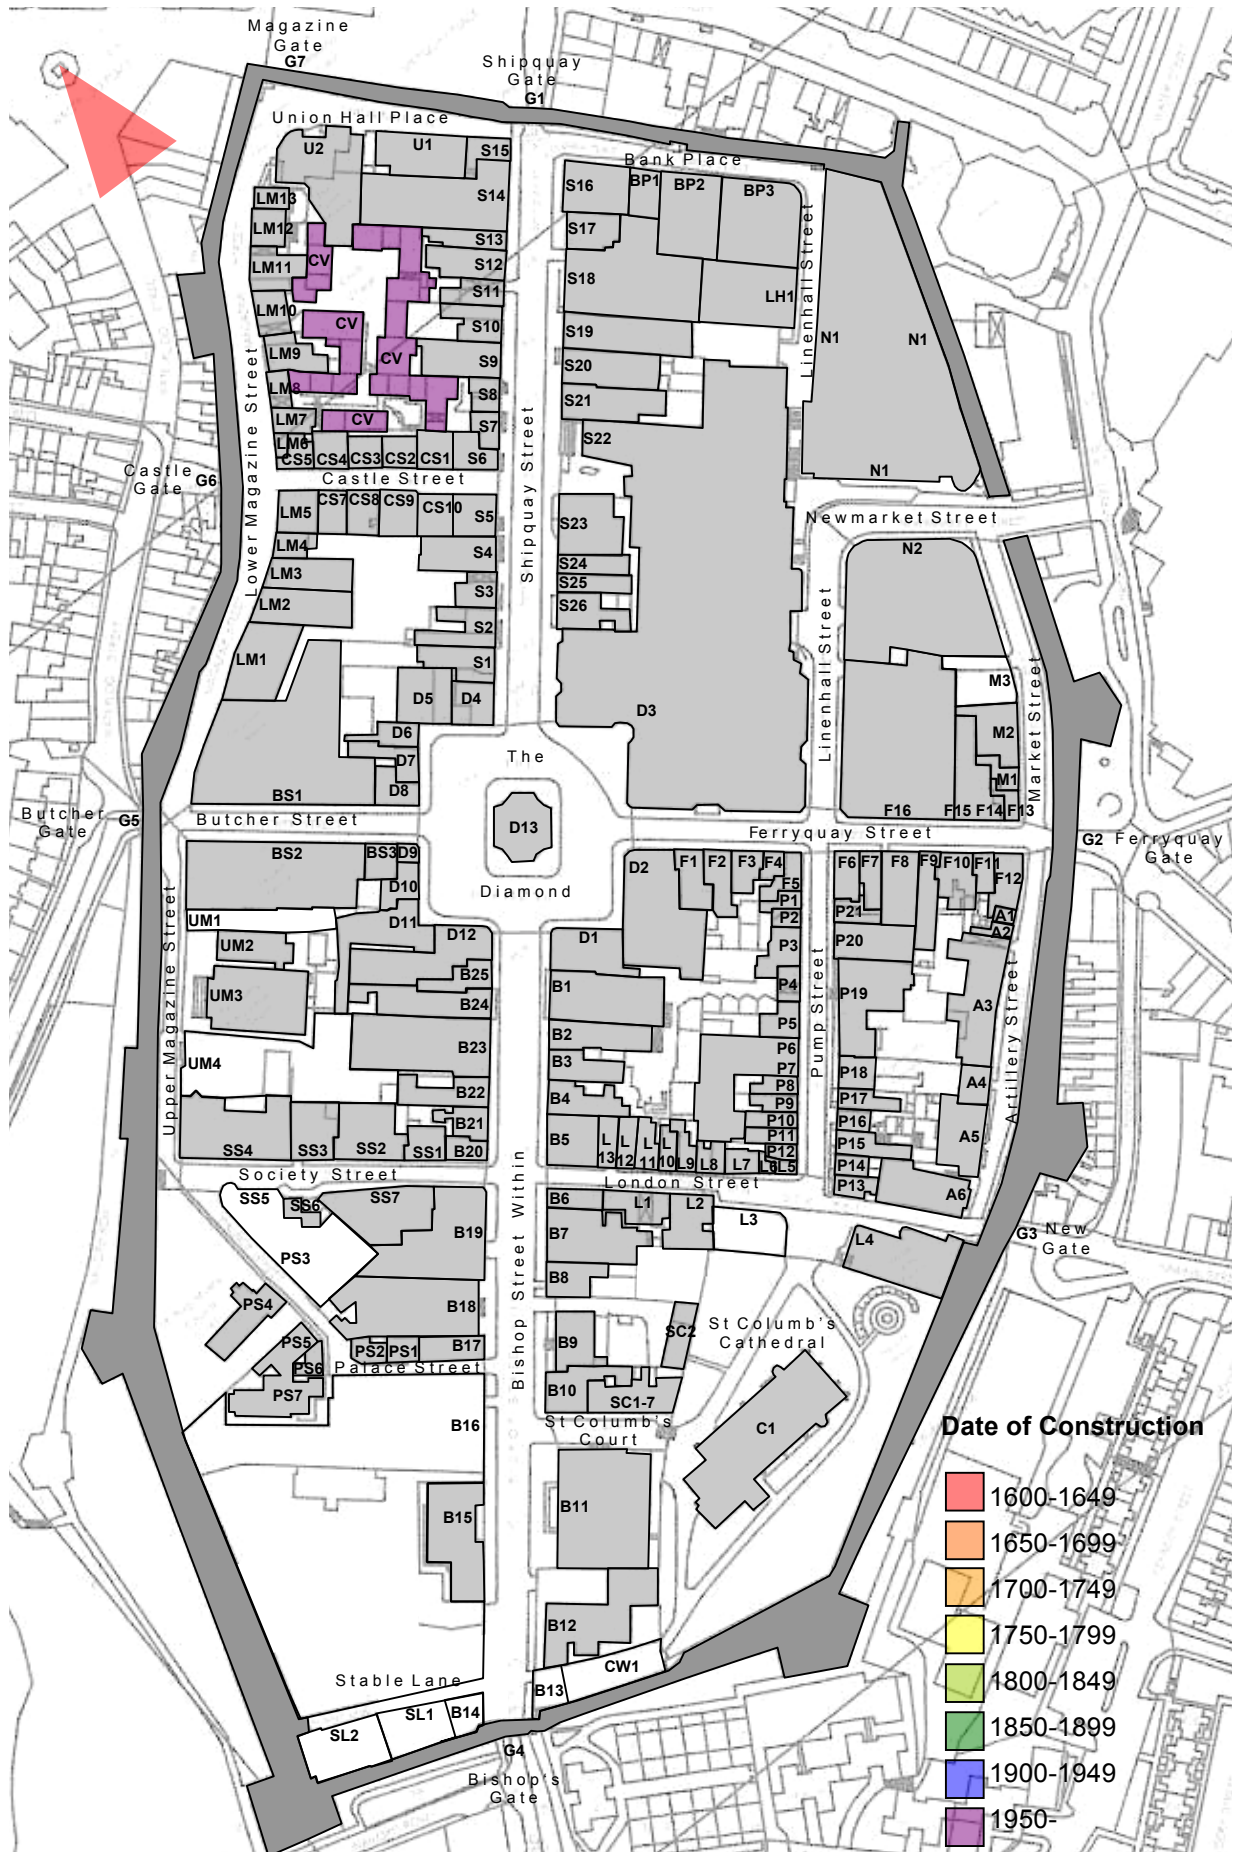 Magazine
Gate
G7
Shipquay
Gate
G1
Union Hall Place
U2
U1
S15
Bank Place
S14
S16
BP1
BP2
BP3
LM13
LM12
S13
S17
CV
S12
LM11
S18
S11
LH1
LM10
CV
S10
S19
N1
N1
Linenhall Street
LM9
CV
S9
S20
LM8
S8
S21
LM7
CV
S7
S22
LM6
CS5
CS4
CS3
CS2
CS1
S6
N1
Castle
Gate
G6
Castle Street
Lower Magazine Street
Shipquay Street
LM5
CS7
CS8
CS9
CS10
S5
S23
Newmarket Street
LM4
S4
N2
LM3
S24
LM2
S3
S25
S26
S2
Linenhall Street
LM1
S1
M3
D5
D4
D3
Market Street
D6
M2
D7
The
M1
D8
BS1
F16
F15
F14
F13
Butcher
Gate
G5
Butcher Street
D13
Ferryquay Street
G2
Ferryquay
Gate
BS2
BS3
D9
Diamond
D2
F1
F2
F3
F4
F5
F6
F7
F8
F9
F10
F11
F12
D10
P1
P2
P21
A1
A2
UM1
D11
D12
D1
P3
P20
UM2
B25
P4
UM3
B24
B1
P19
A3
Upper Magazine Street
B2
P5
Pump Street
Artillery Street
UM4
B23
B3
P6
P7
P18
B22
B4
P8
P9
P17
A4
B21
P10
P16
B5
L
13
L
12
L
11
L
10
L9
L8
L7
L6
L5
P11
P12
P15
A5
SS4
SS3
SS2
SS1
B20
P14
Society Street
London Street
P13
A6
SS5
SS6
SS7
B6
L1
L2
L3
B19
B7
L4
G3
New
Gate
PS3
B8
PS4
B18
Bishop Street Within
SC2
St Columb's
Cathedral
PS5
B9
PS6
PS2
PS1
B17
Palace Street
PS7
B10
SC1-7
B16
St Columb's
Court
C1
Date of Construction
1600-1649
B15
B11
1650-1699
1700-1749
B12
1750-1799
CW1
Stable Lane
B13
1800-1849
SL2
SL1
B14
1850-1899
G4
Bishop's
Gate
1900-1949
1950-